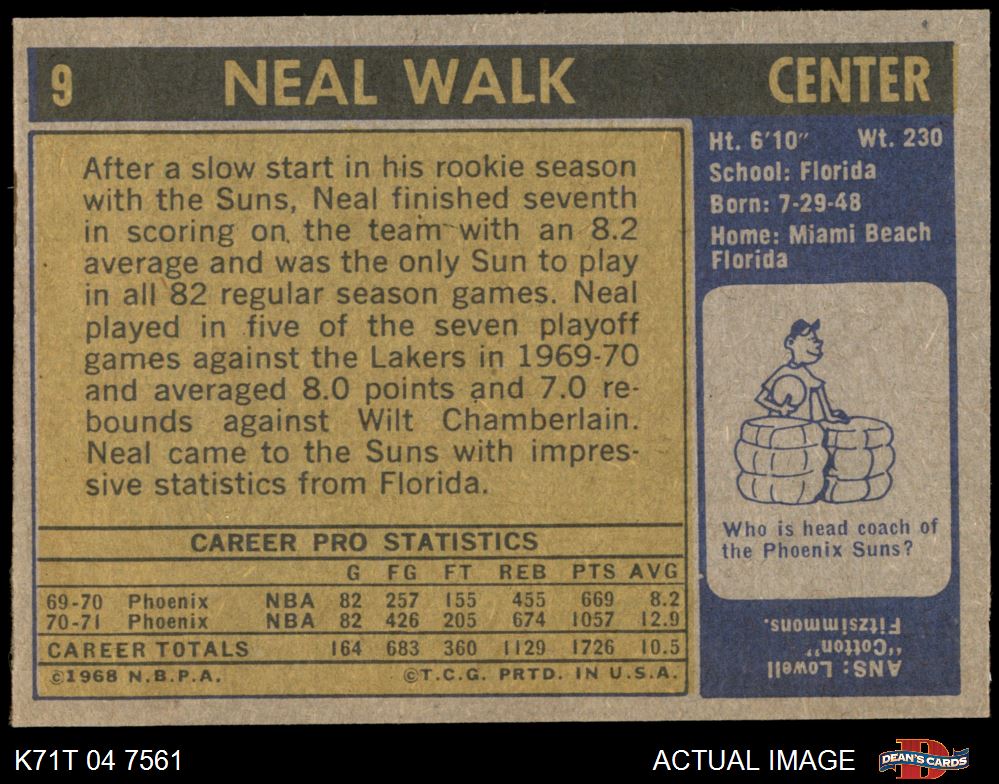 9 NEAL WALK CENTER
After a slow start in his rookie season
with the Suns, Neal finished seventh
in scoring on the team with an 8.2
average and was the only Sun to play
in all 82 regular season games. Neal
played in five of the seven playoff
games against the Lakers in 1969-70
and averaged 8.0 points and 7.0 re-
bounds against Wilt Chamberlain.
Neal came to the Suns with impres-
sive statistics from Florida.
CAREER PRO STATISTICS
G FG FT REB PTS AVG
69-70 Phoenix NBA 82 257 155 455 669 8.2
70-71 Phoenix NBA 82 426 205 674 1057 12.9
CAREER TOTALS 164 683 360 1129 1726 10.5
©1968 N.B.P.A. ©T.C.G. PRTD. IN U.S.A.
Ht. 6'10" Wt. 230
School: Florida
Born: 7-29-48
Home: Miami Beach
Florida
Who is head coach of
the Phoenix Suns?
ANS: Lowell
"Cotton"
Fitzsimmons.
K71T 04 7561 ACTUAL IMAGE
D
DEAN'S CARDS